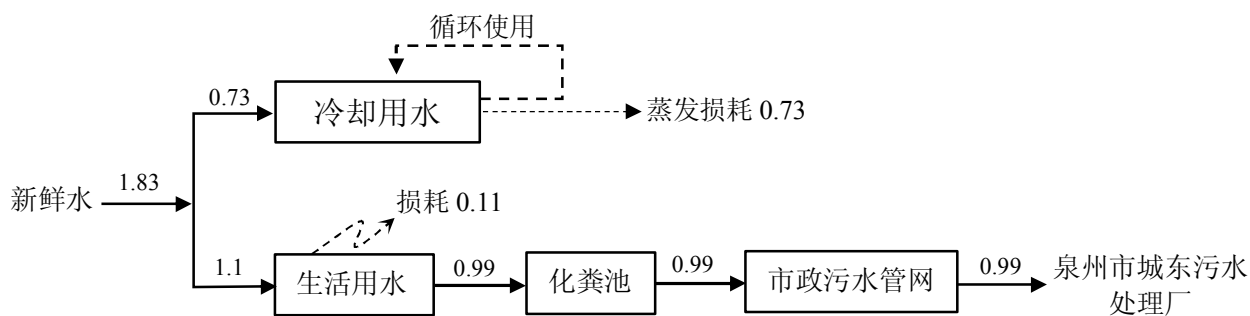 循环使用
0.73
冷却用水
蒸发损耗 0.73
新鲜水
1.83
损耗 0.11
1.1
生活用水
0.99
化粪池
0.99
市政污水管网
0.99
泉州市城东污水
处理厂